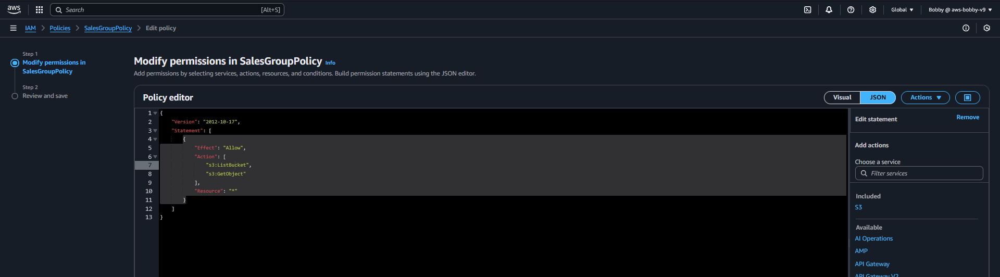 aws
Search [Alt+S]
Global ▼
Bobby @ aws-bobby-v9 ▼
IAM > Policies > SalesGroupPolicy > Edit policy
Step 1
Modify permissions in
SalesGroupPolicy
Step 2
Review and save
Modify permissions in SalesGroupPolicy Info
Add permissions by selecting services, actions, resources, and conditions. Build permission statements using the JSON editor.
Policy editor
Visual JSON Actions ▼
1 {
2 "Version": "2012-10-17",
3 "Statement": [
4 {
5 "Effect": "Allow",
6 "Action": [
7 "s3:ListBucket",
8 "s3:GetObject"
9 ],
10 "Resource": "*"
11 }
12 ]
13 }
Edit statement Remove
Add actions
Choose a service
Filter services
Included
S3
Available
AI Operations
AMP
API Gateway
API Gateway V2